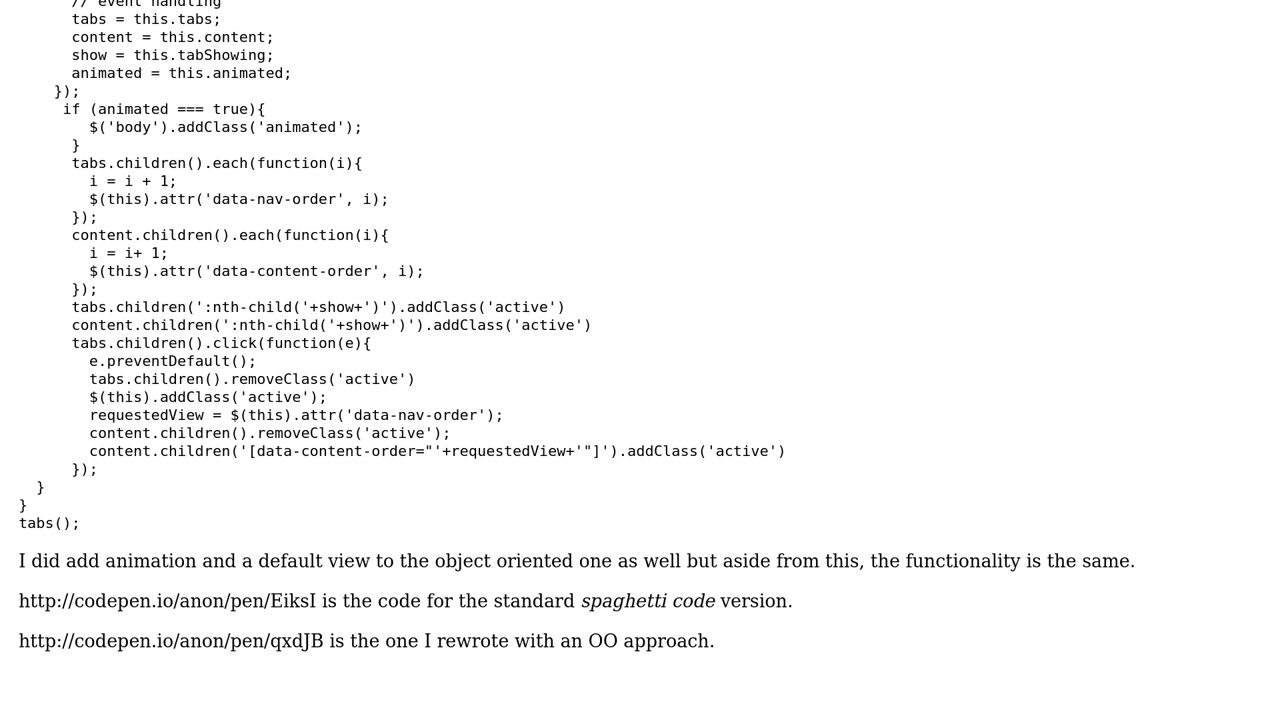 // event handling
tabs = this.tabs;
content = this.content;
show = this.tabShowing;
animated = this.animated;
});
if (animated === true){
$('body').addClass('animated');
}
tabs.children().each(function(i){
i = i + 1;
$(this).attr('data-nav-order', i);
});
content.children().each(function(i){
i = i+ 1;
$(this).attr('data-content-order', i);
});
tabs.children(':nth-child('+show+')').addClass('active')
content.children(':nth-child('+show+')').addClass('active')
tabs.children().click(function(e){
e.preventDefault();
tabs.children().removeClass('active')
$(this).addClass('active');
requestedView = $(this).attr('data-nav-order');
content.children().removeClass('active');
content.children('[data-content-order="'+requestedView+'"]').addClass('active')
});
}
}
tabs();
I did add animation and a default view to the object oriented one as well but aside from this, the functionality is the same.
http://codepen.io/anon/pen/EiksI is the code for the standard spaghetti code version.
http://codepen.io/anon/pen/qxdJB is the one I rewrote with an OO approach.